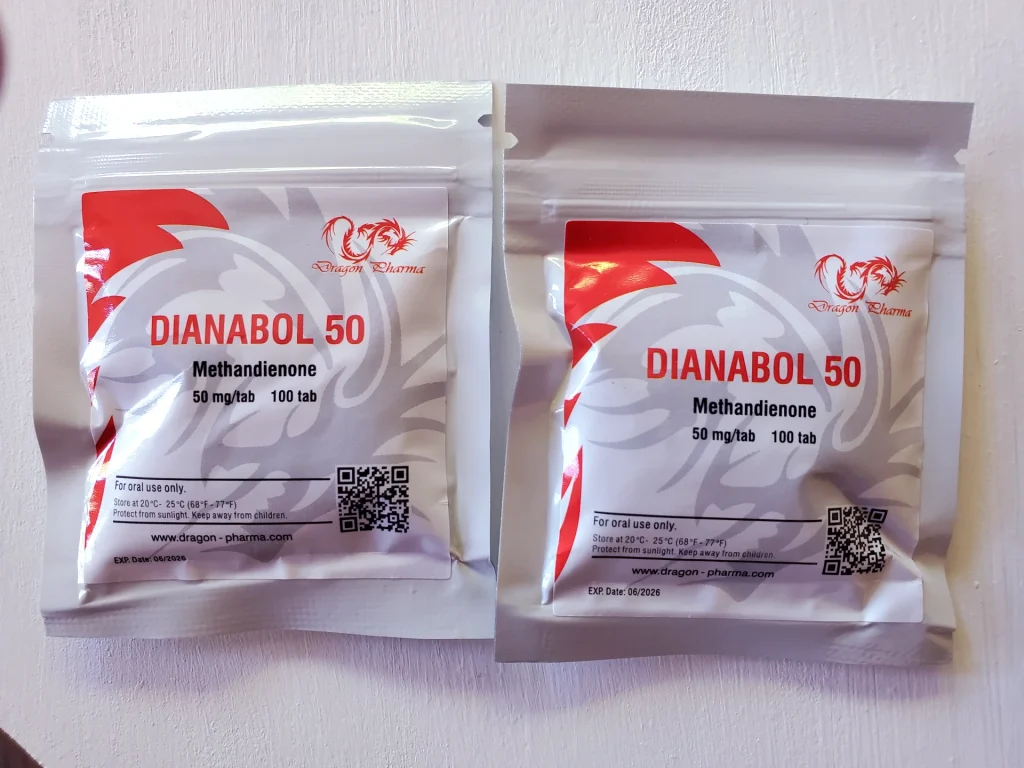 Dragon Pharma
DIANABOL 50
Methandienone
50 mg/tab 100 tab
For oral use only.
Store at 20°C- 25°C (68°F-77°F)
Protect from sunlight. Keep away from children.
www.dragon-pharma.com
EXP. Date: 06/2026
Dragon Pharma
DIANABOL 50
Methandienone
50 mg/tab 100 tab
For oral use only.
Store at 20°C- 25°C (68°F-77°F)
Protect from sunlight. Keep away from children.
www.dragon-pharma.com
EXP. Date: 06/2026